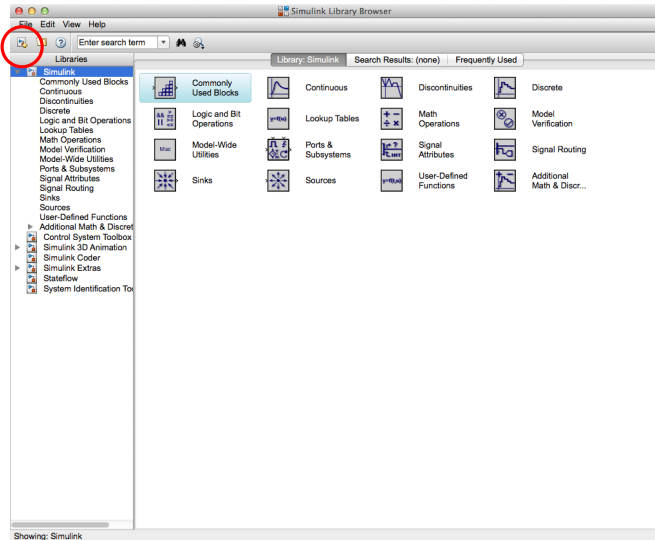 Simulink Library Browser
File Edit View Help
Enter search term
Libraries
Library: Simulink Search Results: (none) Frequently Used
Simulink
Commonly Used Blocks
Continuous
Discontinuities
Discrete
Logic and Bit Operations
Lookup Tables
Math Operations
Model Verification
Model-Wide Utilities
Ports & Subsystems
Signal Attributes
Signal Routing
Sinks
Sources
User-Defined Functions
Additional Math & Discret
Control System Toolbox
Simulink 3D Animation
Simulink Coder
Simulink Extras
Stateflow
System Identification Too
Commonly
Used Blocks
Continuous
Discontinuities
Discrete
Logic and Bit
Operations
y=f(u)
Lookup Tables
Math
Operations
Model
Verification
Misc
Model-Wide
Utilities
Ports &
Subsystems
Signal
Attributes
Signal Routing
Sinks
Sources
y=f(u)
User-Defined
Functions
Additional
Math & Discr...
Showing: Simulink